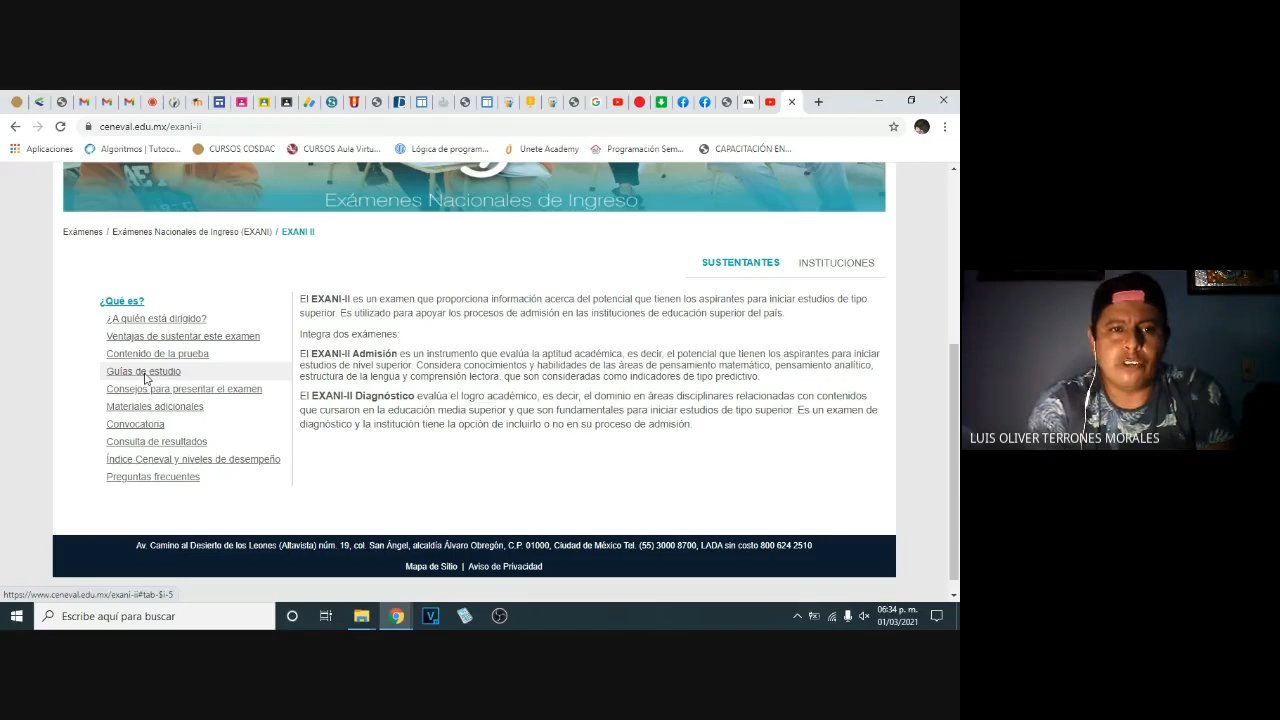 ceneval.edu.mx/exani-ii
Aplicaciones
Algoritmos | Tutoco...
CURSOS COSDAC
CURSOS Aula Virtu...
Lógica de program...
Unete Academy
Programación Sem...
CAPACITACIÓN EN...
Exámenes Nacionales de Ingreso
Exámenes / Exámenes Nacionales de Ingreso (EXANI) / EXANI II
SUSTENTANTES
INSTITUCIONES
¿Qué es?
¿A quién está dirigido?
Ventajas de sustentar este examen
Contenido de la prueba
Guías de estudio
Consejos para presentar el examen
Materiales adicionales
Convocatoria
Consulta de resultados
Índice Ceneval y niveles de desempeño
Preguntas frecuentes
El EXANI-II es un examen que proporciona información acerca del potencial que tienen los aspirantes para iniciar estudios de tipo
superior. Es utilizado para apoyar los procesos de admisión en las instituciones de educación superior del país.
Integra dos exámenes:
El EXANI-II Admisión es un instrumento que evalúa la aptitud académica, es decir, el potencial que tienen los aspirantes para iniciar
estudios de nivel superior. Considera conocimientos y habilidades de las áreas de pensamiento matemático, pensamiento analítico,
estructura de la lengua y comprensión lectora, que son consideradas como indicadores de tipo predictivo.
El EXANI-II Diagnóstico evalúa el logro académico, es decir, el dominio en áreas disciplinares relacionadas con contenidos
que cursaron en la educación media superior y que son fundamentales para iniciar estudios de tipo superior. Es un examen de
diagnóstico y la institución tiene la opción de incluirlo o no en su proceso de admisión.
Av. Camino al Desierto de los Leones (Altavista) núm. 19, col. San Ángel, alcaldía Álvaro Obregón, C.P. 01000, Ciudad de México Tel. (55) 3000 8700, LADA sin costo 800 624 2510
Mapa de Sitio | Aviso de Privacidad
https://www.ceneval.edu.mx/exani-ii#tab-$i-5
Escribe aquí para buscar
06:34 p. m.
01/03/2021
LUIS OLIVER TERRONES MORALES